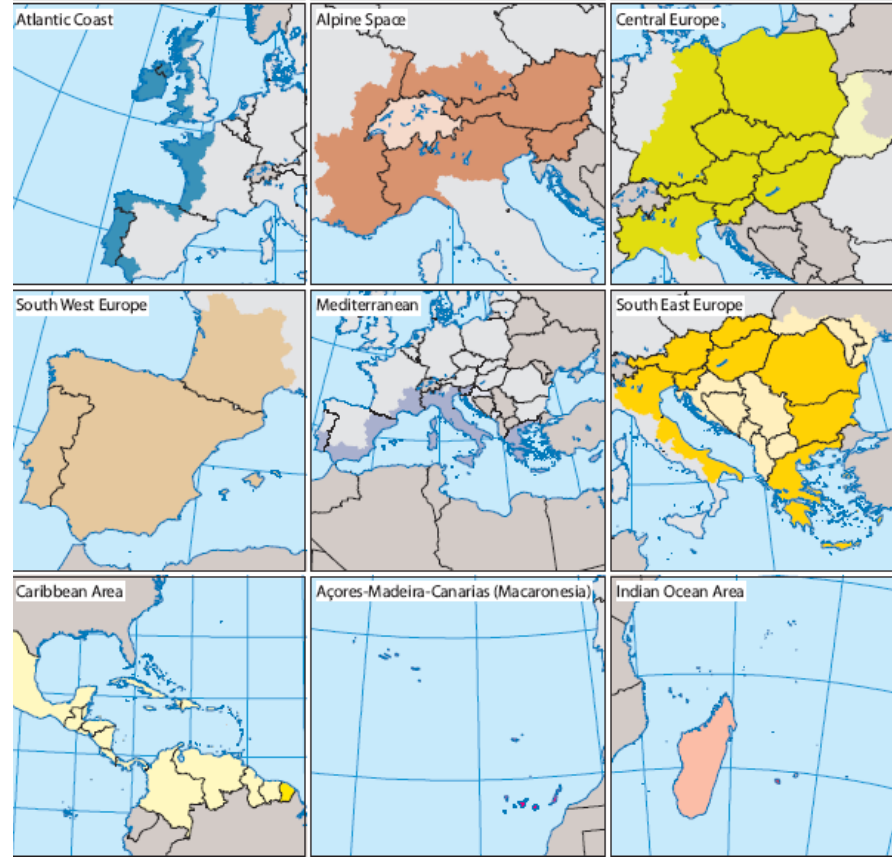 Atlantic Coast
Alpine Space
Central Europe
South West Europe
Mediterranean
South East Europe
Caribbean Area
Açores-Madeira-Canarias (Macaronesia)
Indian Ocean Area